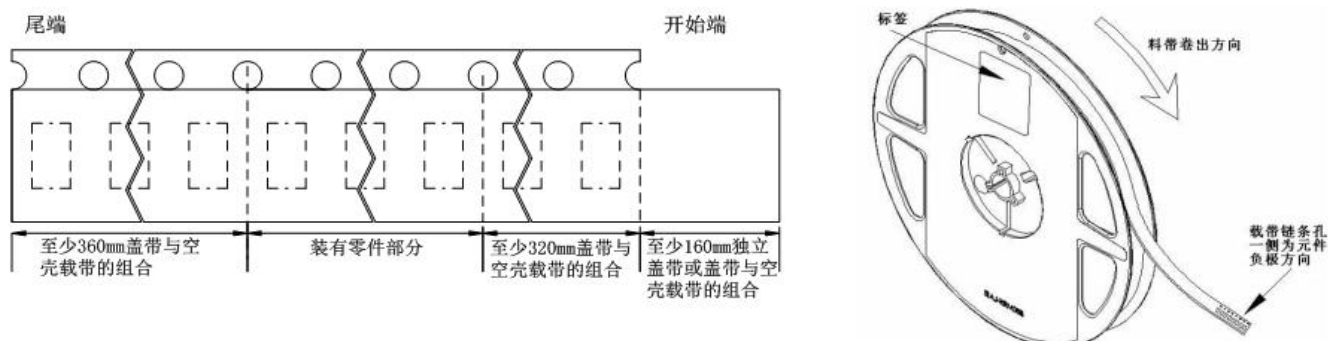 尾端
开始端
至少360mm盖带与空
壳载带的组合
装有零件部分
至少320mm盖带与
空壳载带的组合
至少160mm独立
盖带或盖带与空
壳载带的组合
标签
料带卷出方向
载带链条孔
一侧为元件
负极方向